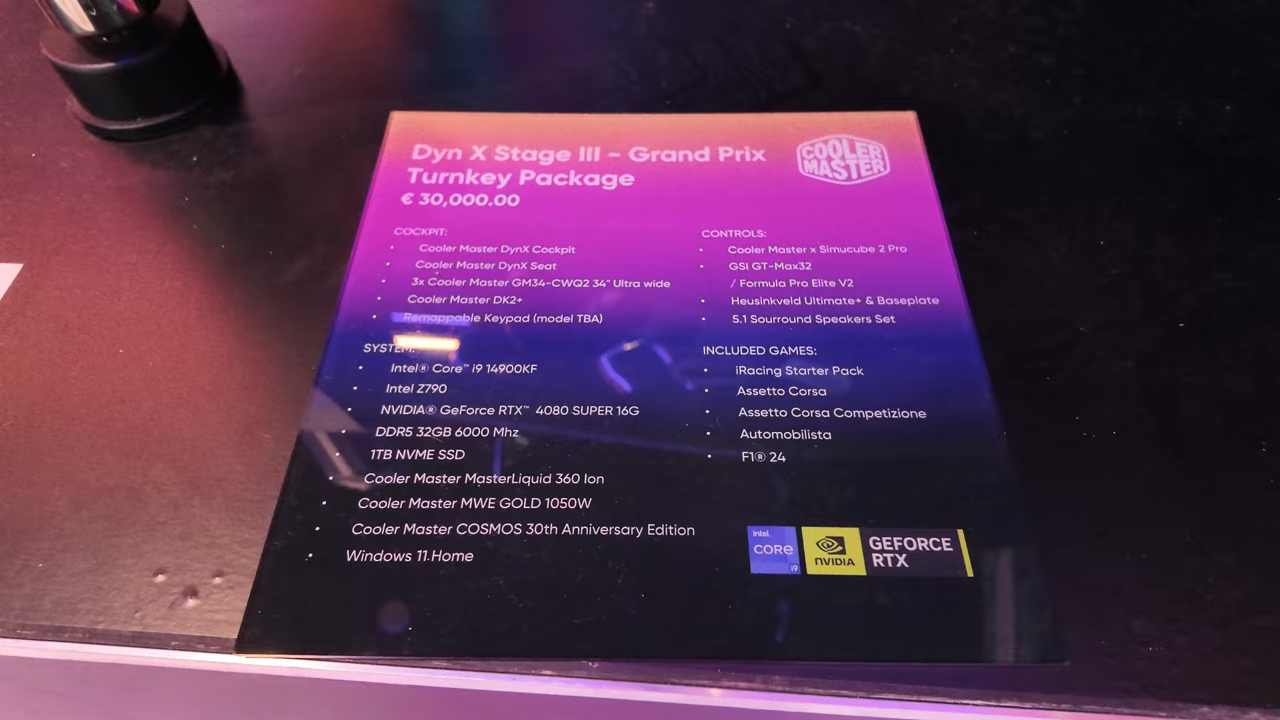 Dyn X Stage III - Grand Prix
Turnkey Package
€ 30,000.00
COOLER
MASTER
COCKPIT:
• Cooler Master DynX Cockpit
• Cooler Master DynX Seat
• 3x Cooler Master GM34-CWQ2 34" Ultra wide
• Cooler Master DK2+
• Remappable Keypad (model TBA)
SYSTEM:
• Intel® Core™ i9 14900KF
• Intel Z790
• NVIDIA® GeForce RTX™ 4080 SUPER 16G
• DDR5 32GB 6000 Mhz
• 1TB NVME SSD
• Cooler Master MasterLiquid 360 Ion
• Cooler Master MWE GOLD 1050W
• Cooler Master COSMOS 30th Anniversary Edition
• Windows 11 Home
CONTROLS:
• Cooler Master x Simucube 2 Pro
• GSI GT-Max32
/ Formula Pro Elite V2
• Heusinkveld Ultimate+ & Baseplate
• 5.1 Sourround Speakers Set
INCLUDED GAMES:
• iRacing Starter Pack
• Assetto Corsa
• Assetto Corsa Competizione
• Automobilista
• F1® 24
intel
CORE
i9
NVIDIA
GEFORCE
RTX